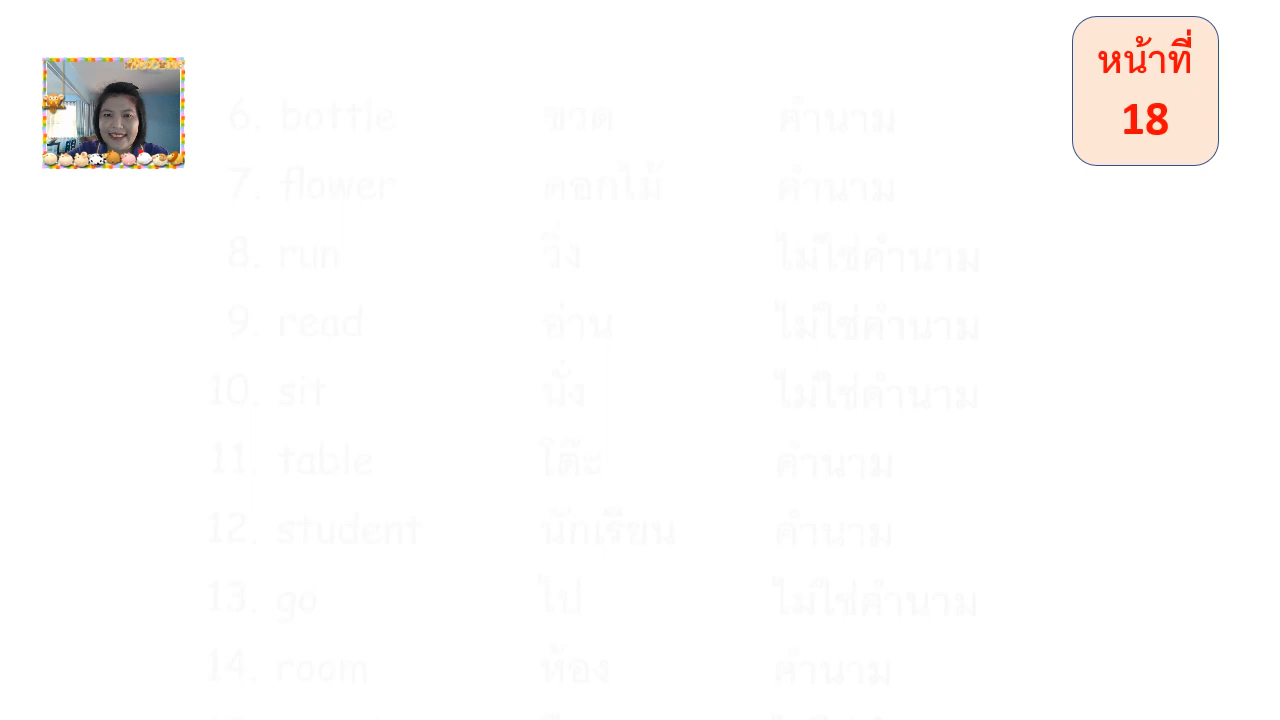 หน้าที่
18
6. bottle ขวด คำนาม
7. flower ดอกไม้ คำนาม
8. run วิ่ง ไม่ใช่คำนาม
9. read อ่าน ไม่ใช่คำนาม
10. sit นั่ง ไม่ใช่คำนาม
11. table โต๊ะ คำนาม
12. student นักเรียน คำนาม
13. go ไป ไม่ใช่คำนาม
14. room ห้อง คำนาม